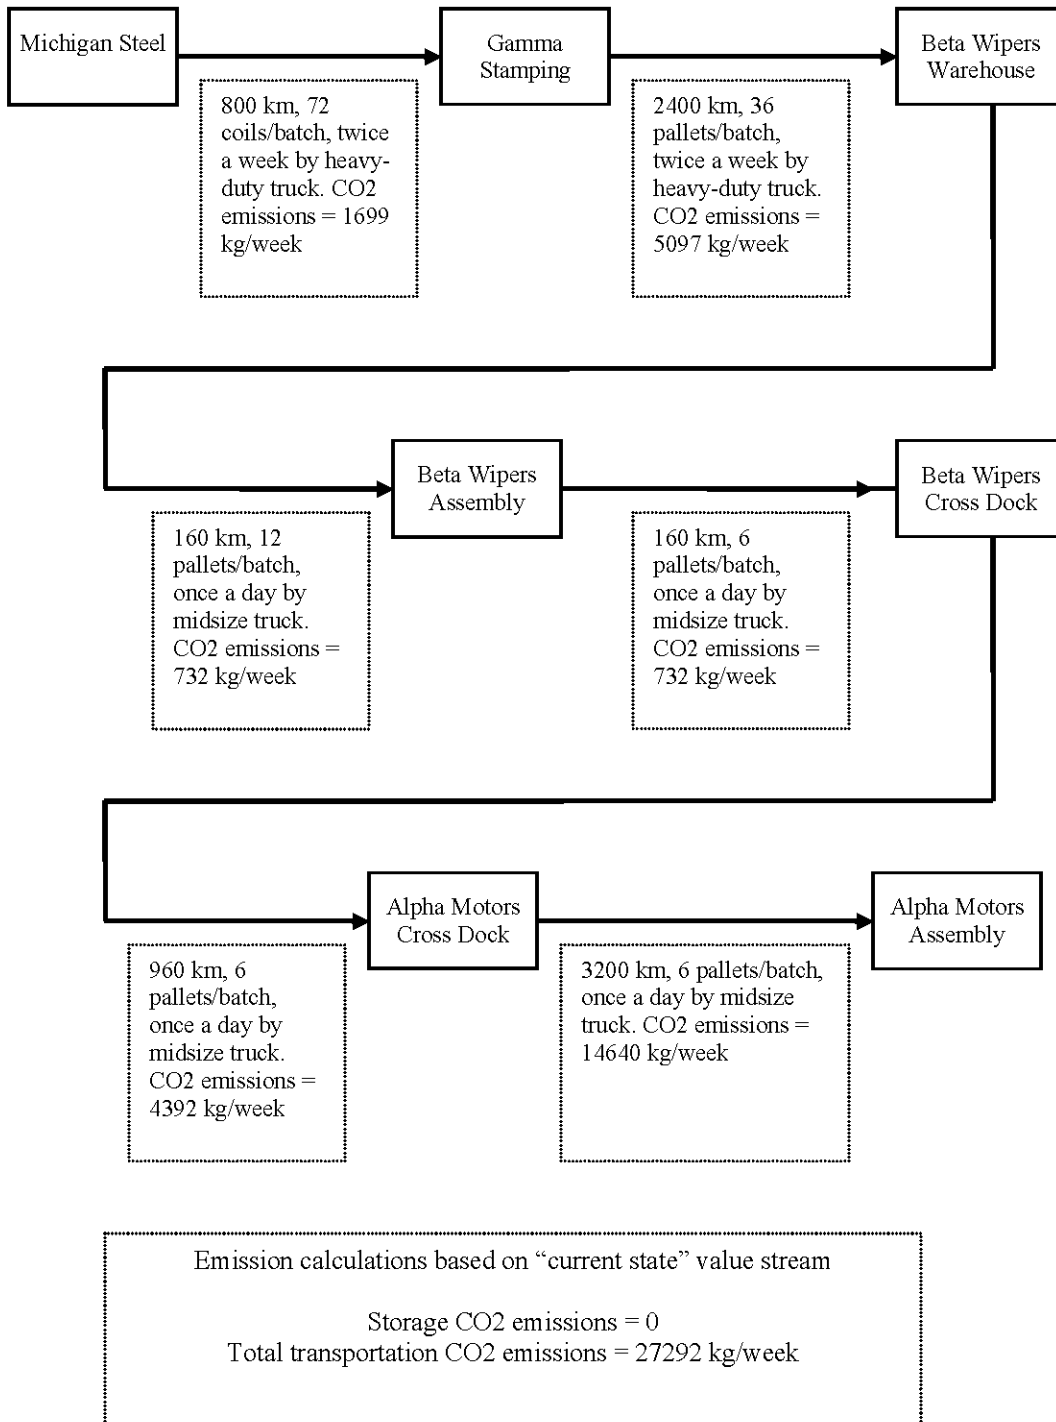 Michigan Steel
Gamma
Stamping
Beta Wipers
Warehouse
800 km, 72
coils/batch, twice
a week by heavy-
duty truck. CO2
emissions = 1699
kg/week
2400 km, 36
pallets/batch,
twice a week by
heavy-duty truck.
CO2 emissions =
5097 kg/week
Beta Wipers
Assembly
Beta Wipers
Cross Dock
160 km, 12
pallets/batch,
once a day by
midsize truck.
CO2 emissions =
732 kg/week
160 km, 6
pallets/batch,
once a day by
midsize truck.
CO2 emissions =
732 kg/week
Alpha Motors
Cross Dock
Alpha Motors
Assembly
960 km, 6
pallets/batch,
once a day by
midsize truck.
CO2 emissions =
4392 kg/week
3200 km, 6 pallets/batch,
once a day by midsize
truck. CO2 emissions =
14640 kg/week
Emission calculations based on “current state” value stream
Storage CO2 emissions = 0
Total transportation CO2 emissions = 27292 kg/week